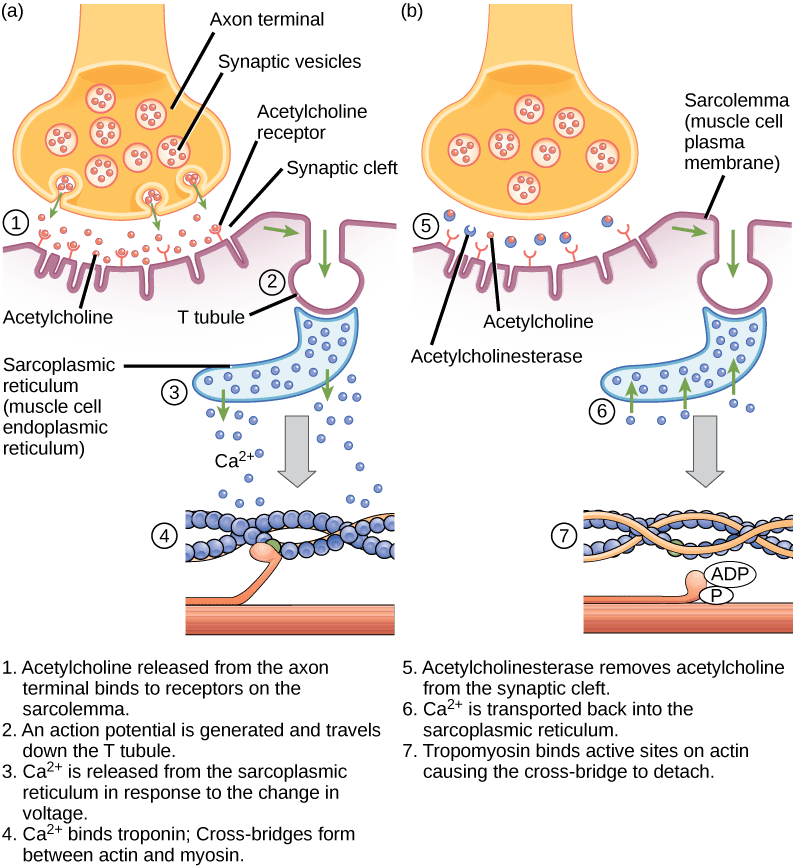 (a)
Axon terminal
Synaptic vesicles
Acetylcholine
receptor
Synaptic cleft
1
Acetylcholine
2
T tubule
Sarcoplasmic
reticulum
(muscle cell
endoplasmic
reticulum)
3
Ca2+
4
1. Acetylcholine released from the axon
terminal binds to receptors on the
sarcolemma.
2. An action potential is generated and travels
down the T tubule.
3. Ca2+ is released from the sarcoplasmic
reticulum in response to the change in
voltage.
4. Ca2+ binds troponin; Cross-bridges form
between actin and myosin.
(b)
Sarcolemma
(muscle cell
plasma
membrane)
5
Acetylcholine
Acetylcholinesterase
6
7
ADP
P
5. Acetylcholinesterase removes acetylcholine
from the synaptic cleft.
6. Ca2+ is transported back into the
sarcoplasmic reticulum.
7. Tropomyosin binds active sites on actin
causing the cross-bridge to detach.